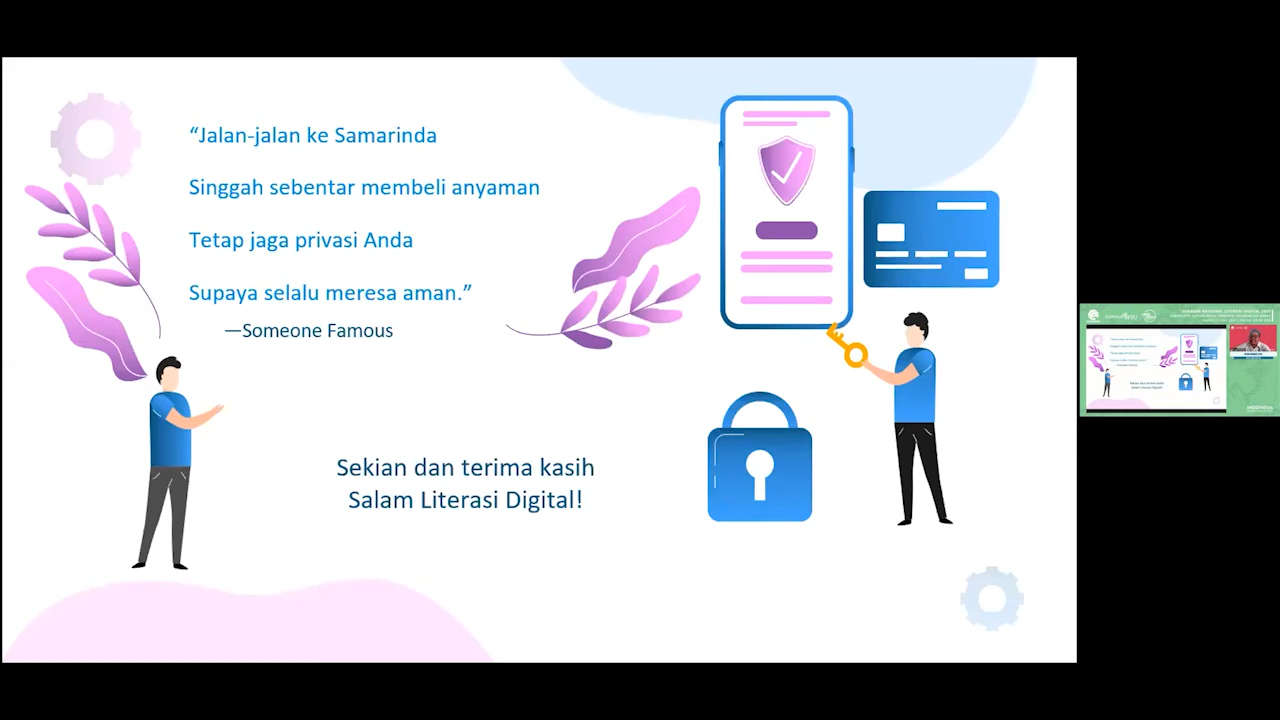 “Jalan-jalan ke Samarinda
Singgah sebentar membeli anyaman
Tetap jaga privasi Anda
Supaya selalu meresa aman.”
—Someone Famous
Sekian dan terima kasih
Salam Literasi Digital!